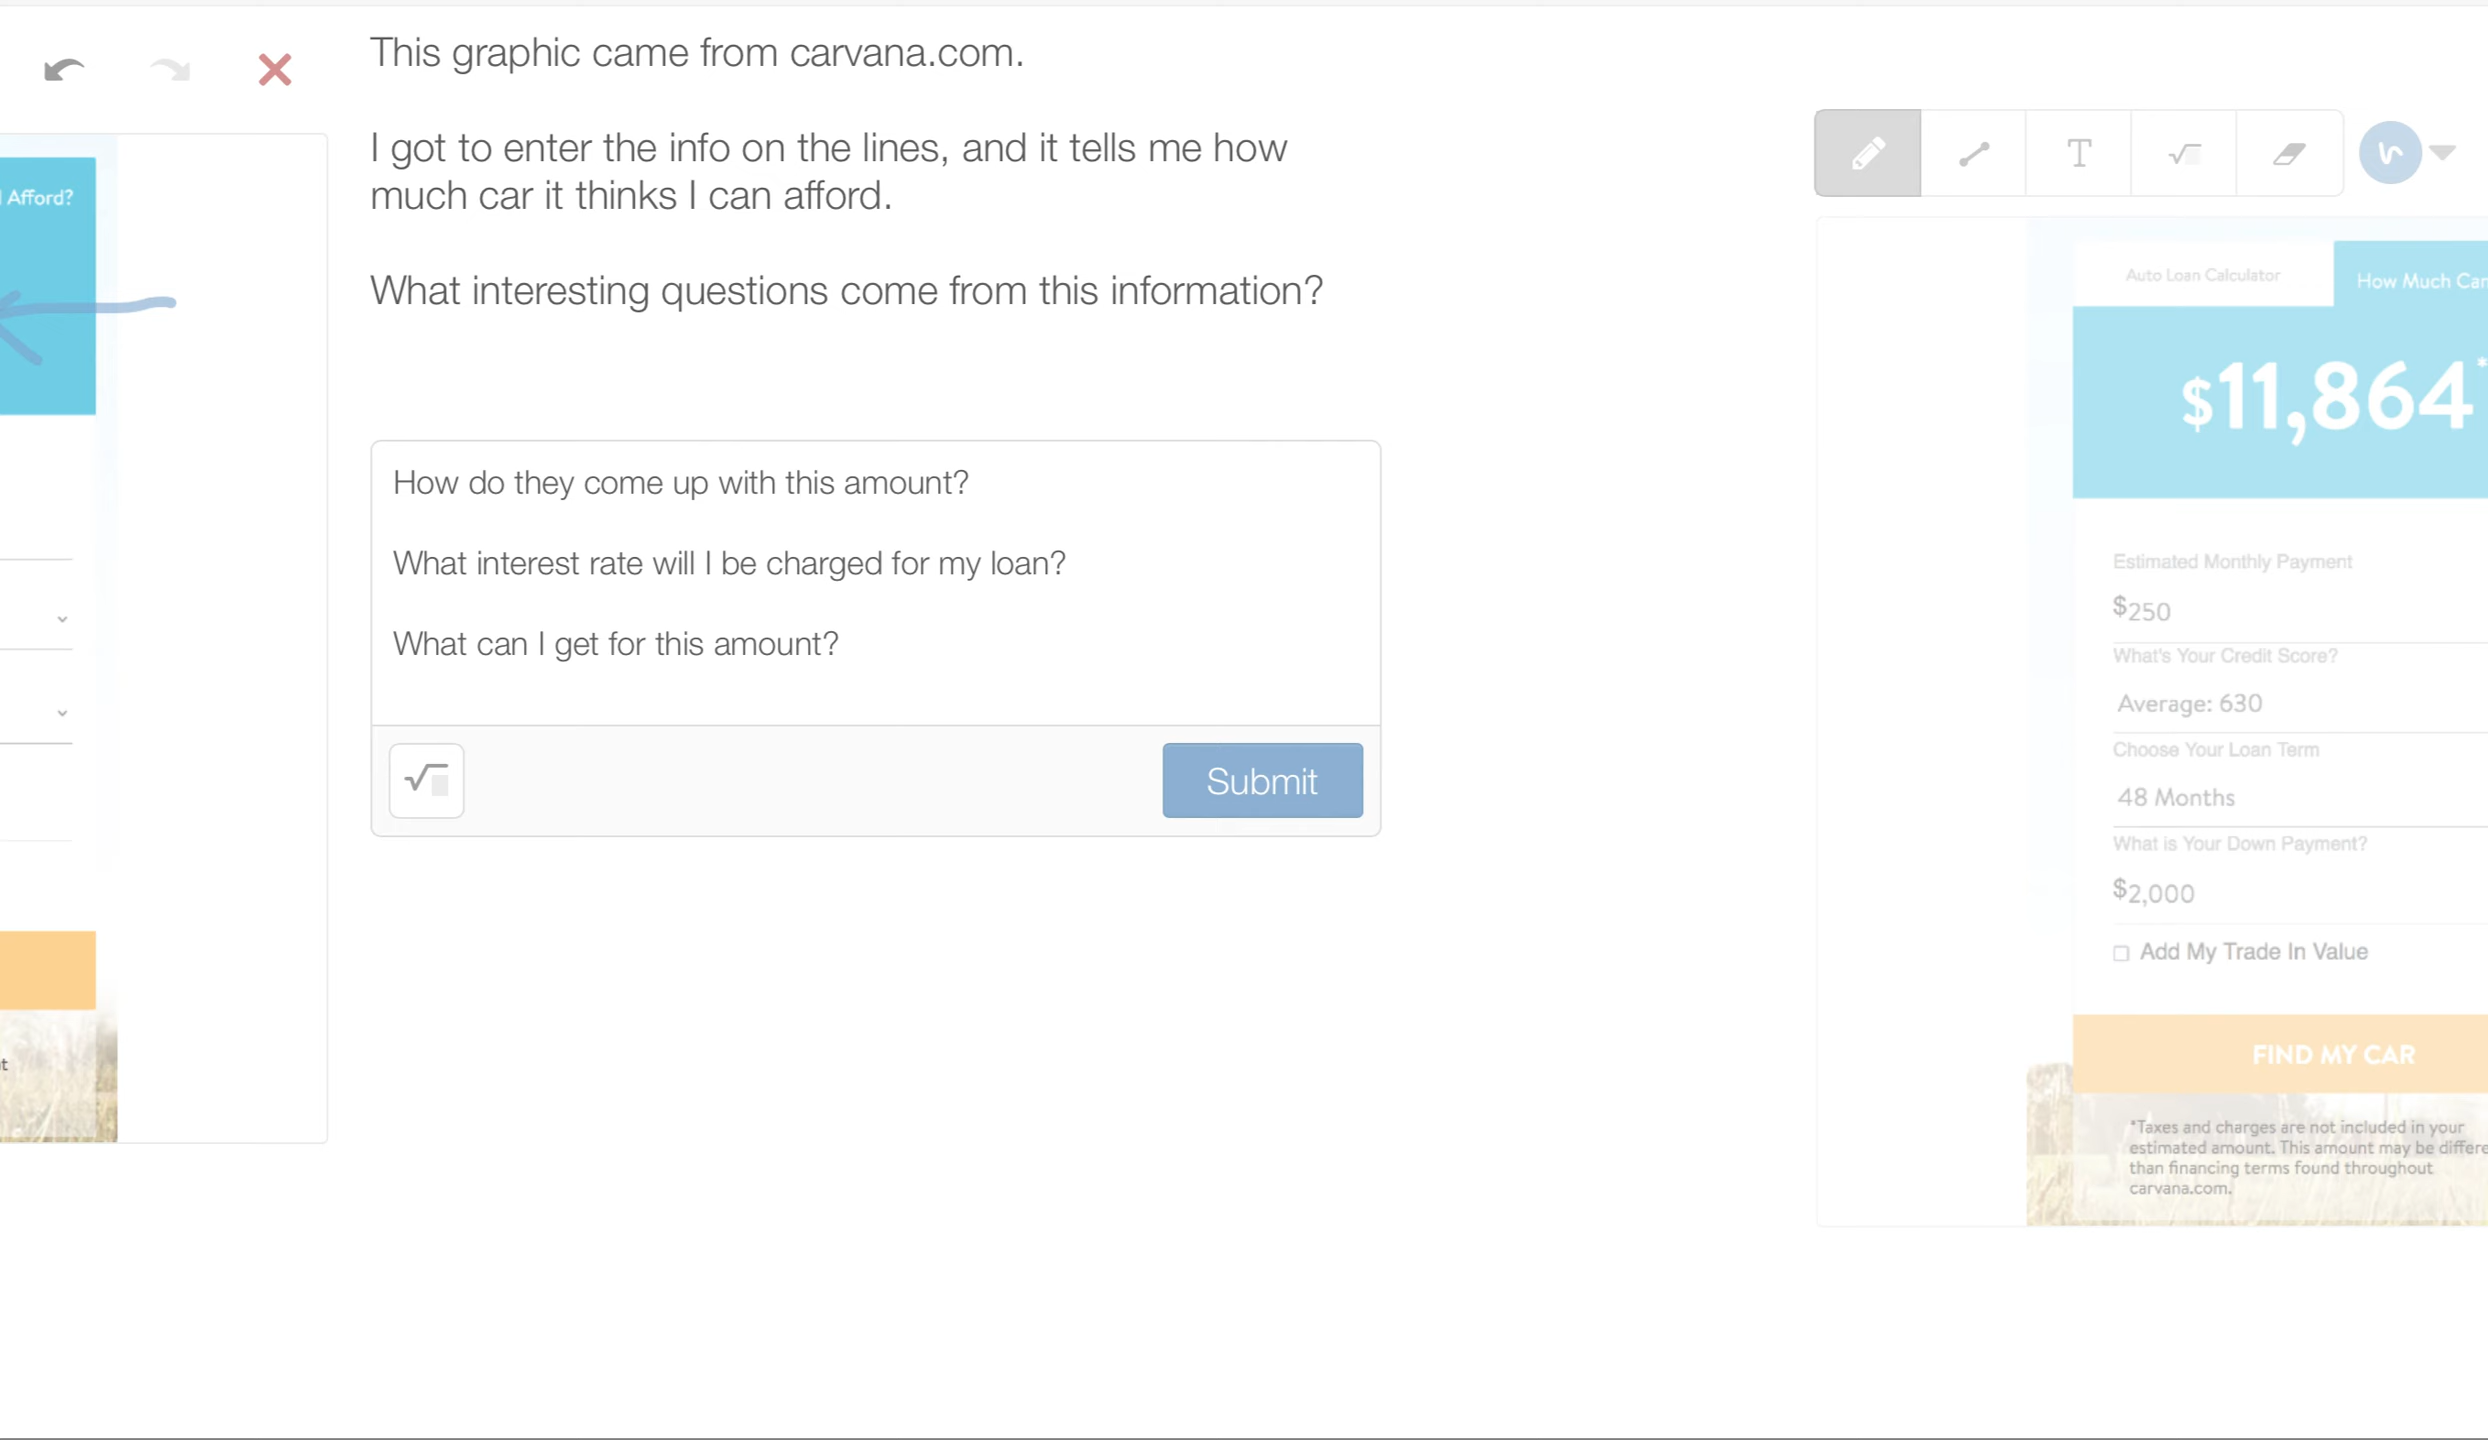 This graphic came from carvana.com.
I got to enter the info on the lines, and it tells me how
much car it thinks I can afford.
What interesting questions come from this information?
How do they come up with this amount?
What interest rate will I be charged for my loan?
What can I get for this amount?
Submit
Afford?
T
Auto Loan Calculator
How Much Car
$11,864*
Estimated Monthly Payment
$250
What's Your Credit Score?
Average: 630
Choose Your Loan Term
48 Months
What is Your Down Payment?
$2,000
Add My Trade In Value
FIND MY CAR
*Taxes and charges are not included in your
estimated amount. This amount may be differe
than financing terms found throughout
carvana.com.